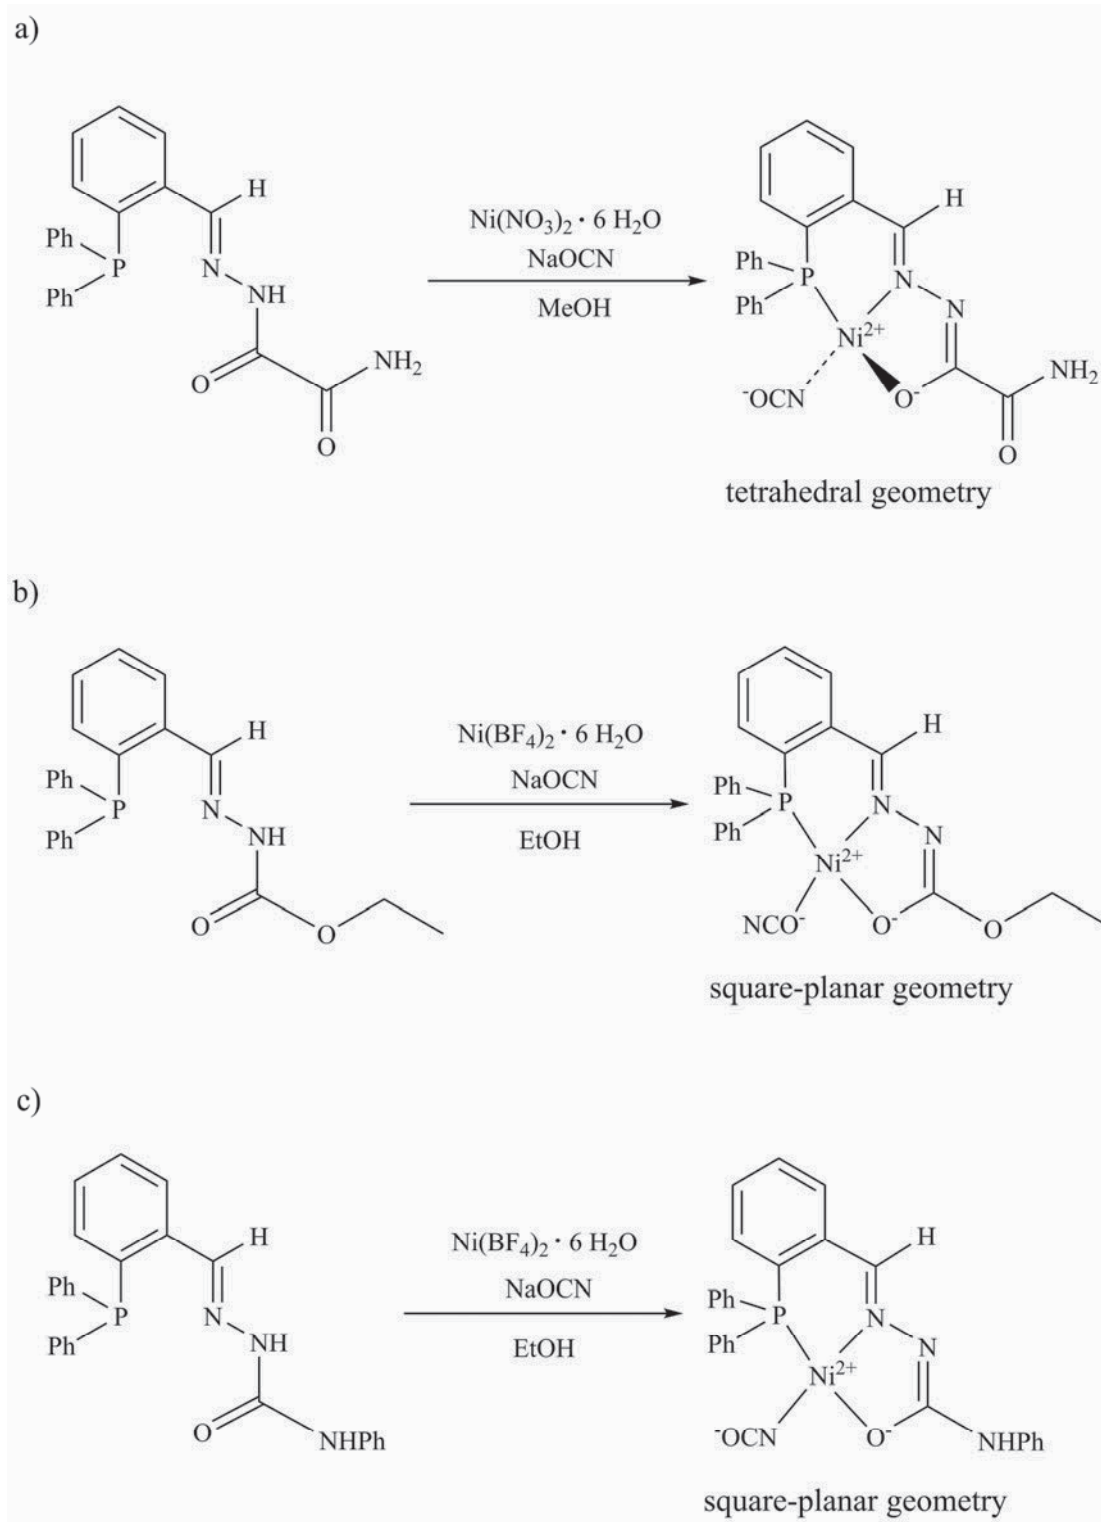 a)
H
Ph
P
Ph
N
NH
O
NH₂
O
Ni(NO₃)₂ · 6 H₂O
NaOCN
MeOH
H
Ph
P
Ph
N
N
Ni²⁺
⁻OCN
O⁻
NH₂
O
tetrahedral geometry
b)
H
Ph
P
Ph
N
NH
O
O
Ni(BF₄)₂ · 6 H₂O
NaOCN
EtOH
H
Ph
P
Ph
N
N
Ni²⁺
NCO⁻
O⁻
O
square-planar geometry
c)
H
Ph
P
Ph
N
NH
O
NHPh
Ni(BF₄)₂ · 6 H₂O
NaOCN
EtOH
H
Ph
P
Ph
N
N
Ni²⁺
⁻OCN
O⁻
NHPh
square-planar geometry